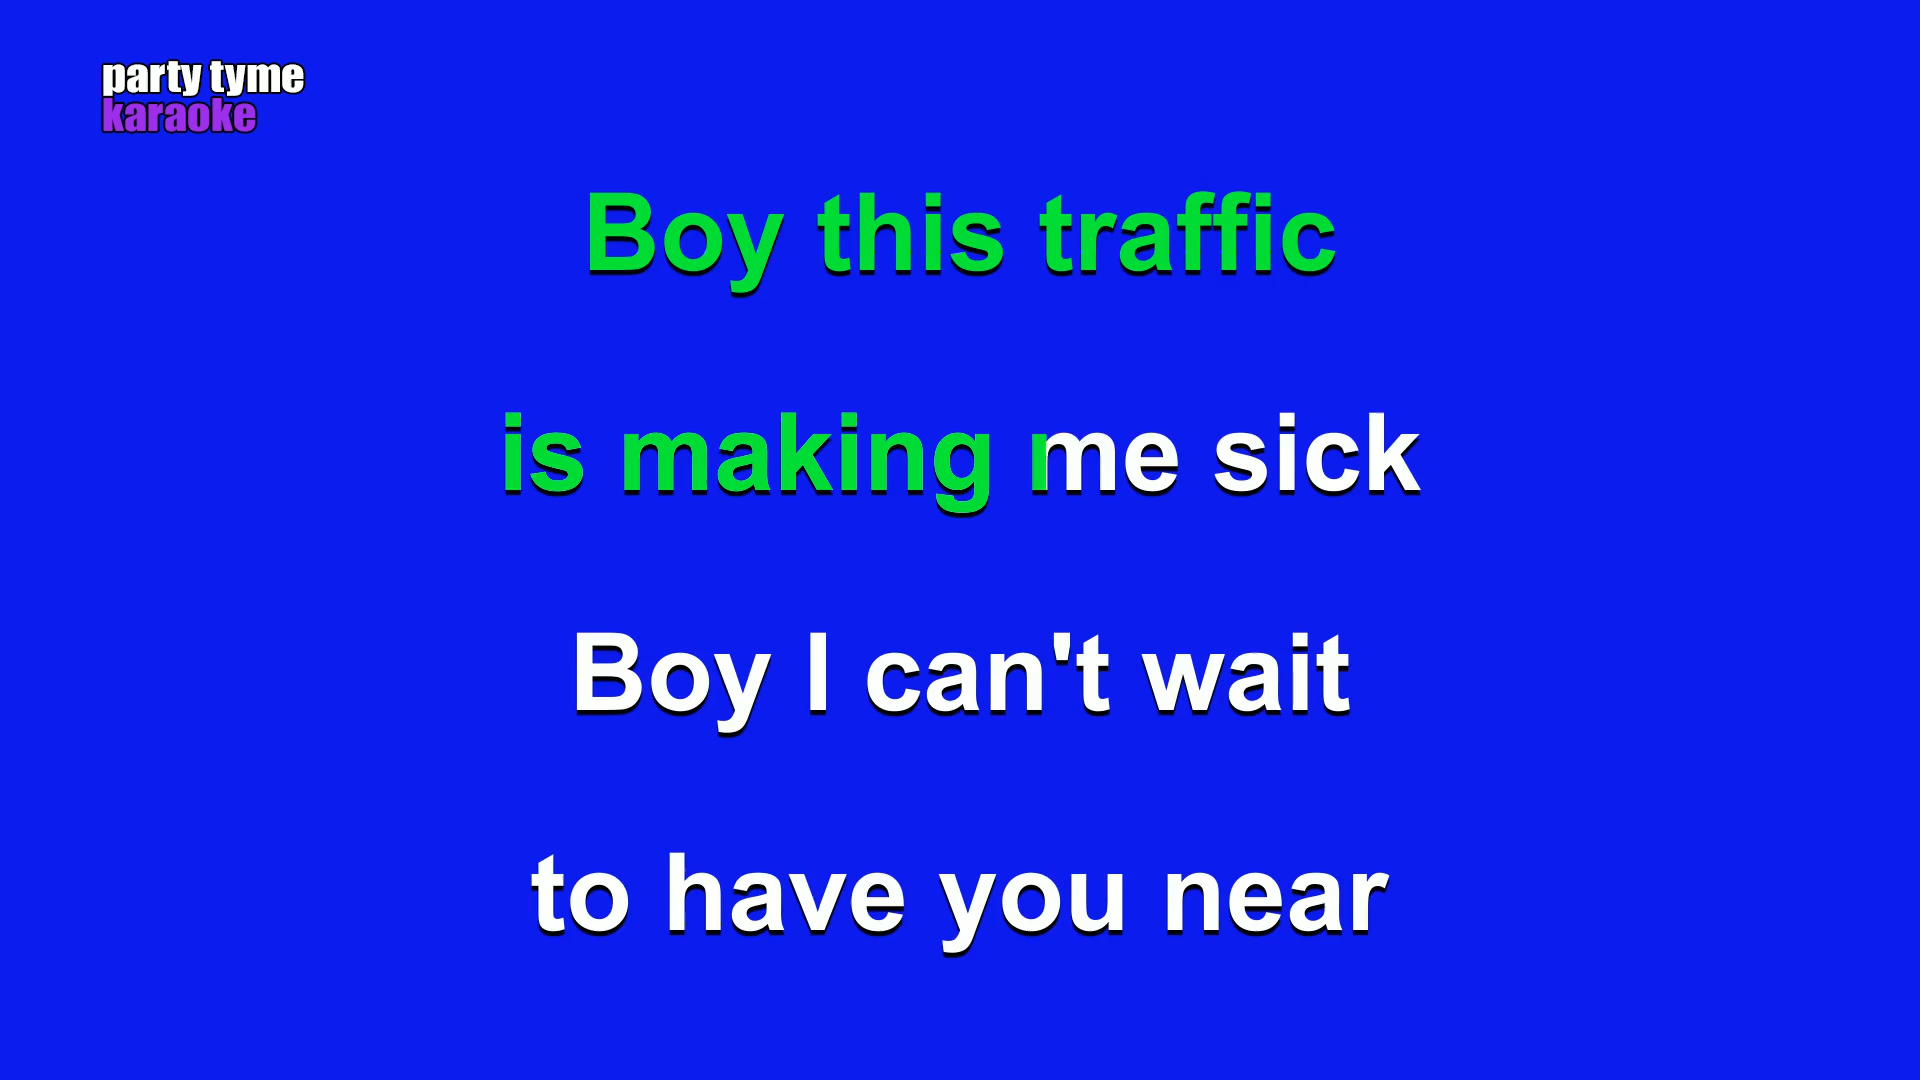 party tyme
karaoke
Boy this traffic
is making me sick
Boy I can't wait
to have you near